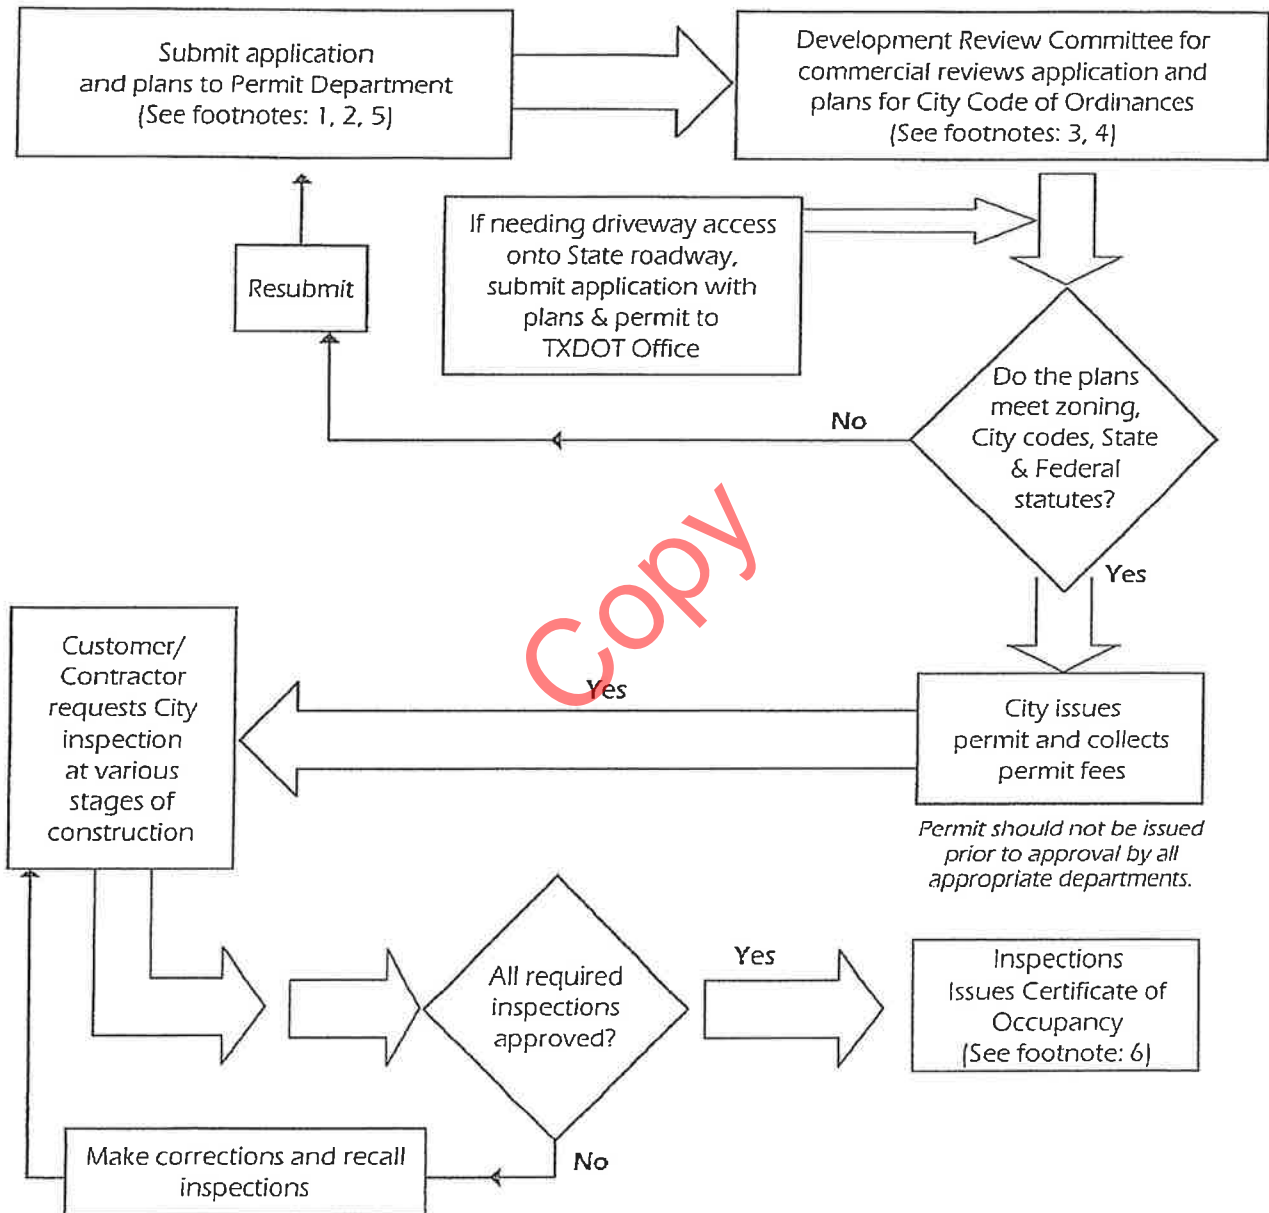 Submit application
and plans to Permit Department
(See footnotes: 1, 2, 5)
Development Review Committee for
commercial reviews application and
plans for City Code of Ordinances
(See footnotes: 3, 4)
If needing driveway access
onto State roadway,
submit application with
plans & permit to
TXDOT Office
Resubmit
Do the plans
meet zoning,
City codes, State
& Federal
statutes?
No
Yes
Copy
Customer/
Contractor
requests City
inspection
at various
stages of
construction
Yes
City issues
permit and collects
permit fees
Permit should not be issued
prior to approval by all
appropriate departments.
All required
inspections
approved?
Yes
Inspections
Issues Certificate of
Occupancy
(See footnote: 6)
No
Make corrections and recall
inspections